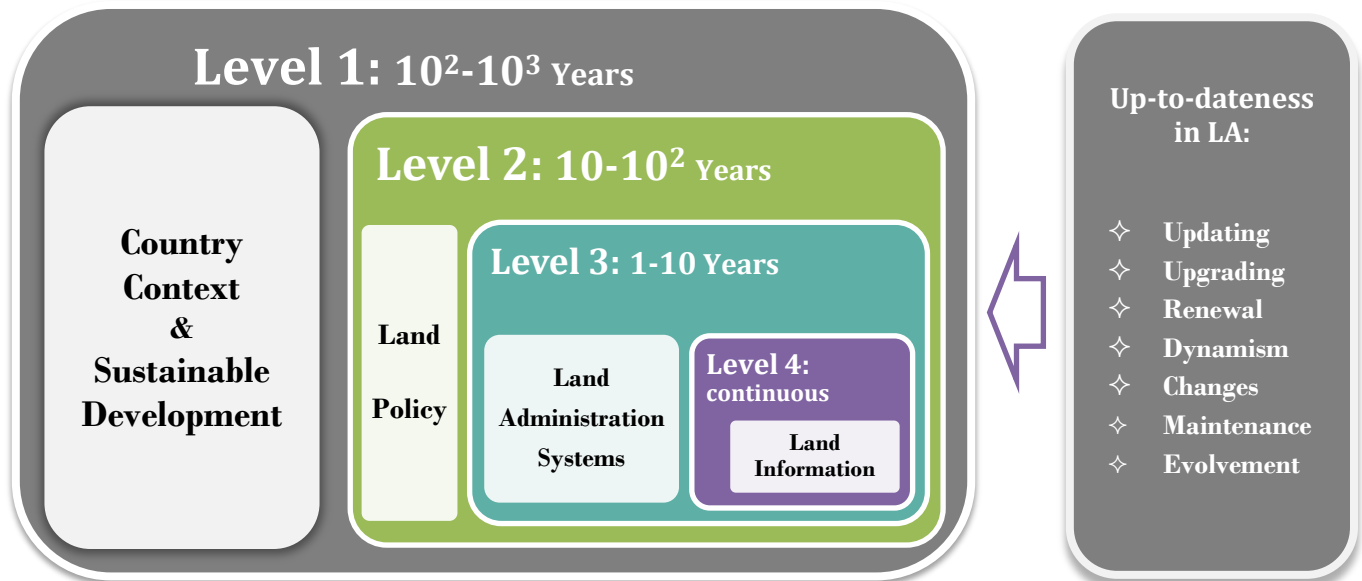 Level 1: 10²-10³ Years
Country
Context
&
Sustainable
Development
Level 2: 10-10² Years
Land
Policy
Level 3: 1-10 Years
Land
Administration
Systems
Level 4:
continuous
Land
Information
Up-to-dateness
in LA:
✧ Updating
✧ Upgrading
✧ Renewal
✧ Dynamism
✧ Changes
✧ Maintenance
✧ Evolvement